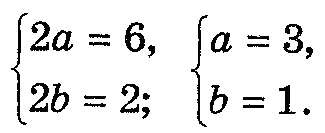 2a = 6, a = 3,
2b = 2; b = 1.